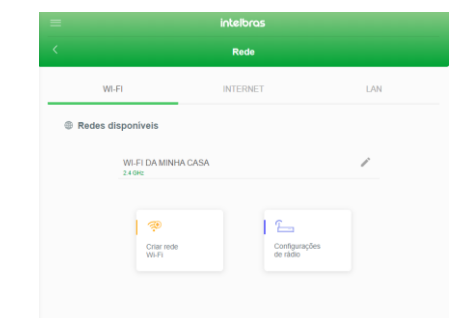 intelbras
Rede
WI-FI INTERNET LAN
Redes disponíveis
WI-FI DA MINHA CASA
2.4 GHz
Criar rede
Wi-Fi
Configurações
de rádio